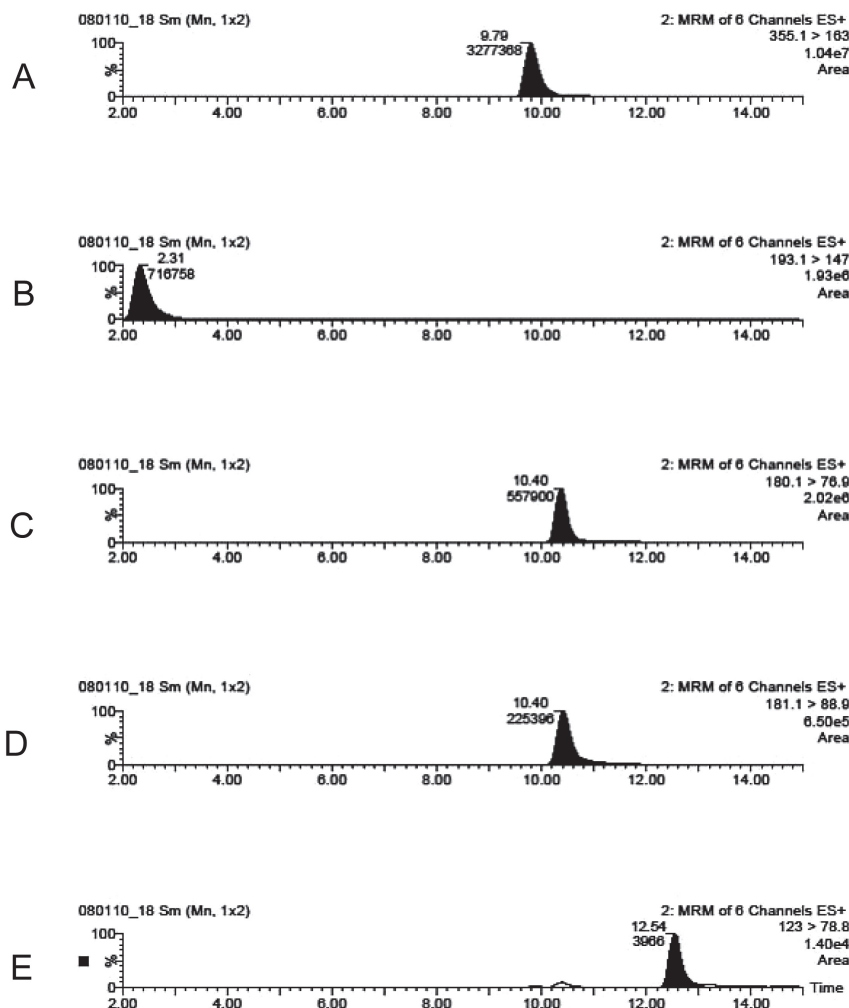 A
080110_18 Sm (Mn, 1x2)
2: MRM of 6 Channels ES+
355.1 > 163
1.04e7
Area
9.79
3277368
100
%
0
2.00 4.00 6.00 8.00 10.00 12.00 14.00
B
080110_18 Sm (Mn, 1x2)
2: MRM of 6 Channels ES+
193.1 > 147
1.93e6
Area
2.31
716758
100
%
0
2.00 4.00 6.00 8.00 10.00 12.00 14.00
C
080110_18 Sm (Mn, 1x2)
2: MRM of 6 Channels ES+
180.1 > 76.9
2.02e6
Area
10.40
557900
100
%
0
2.00 4.00 6.00 8.00 10.00 12.00 14.00
D
080110_18 Sm (Mn, 1x2)
2: MRM of 6 Channels ES+
181.1 > 88.9
6.50e5
Area
10.40
225396
100
%
0
2.00 4.00 6.00 8.00 10.00 12.00 14.00
E
080110_18 Sm (Mn, 1x2)
2: MRM of 6 Channels ES+
123 > 78.8
1.40e4
Area
12.54
3966
100
%
0
Time
2.00 4.00 6.00 8.00 10.00 12.00 14.00